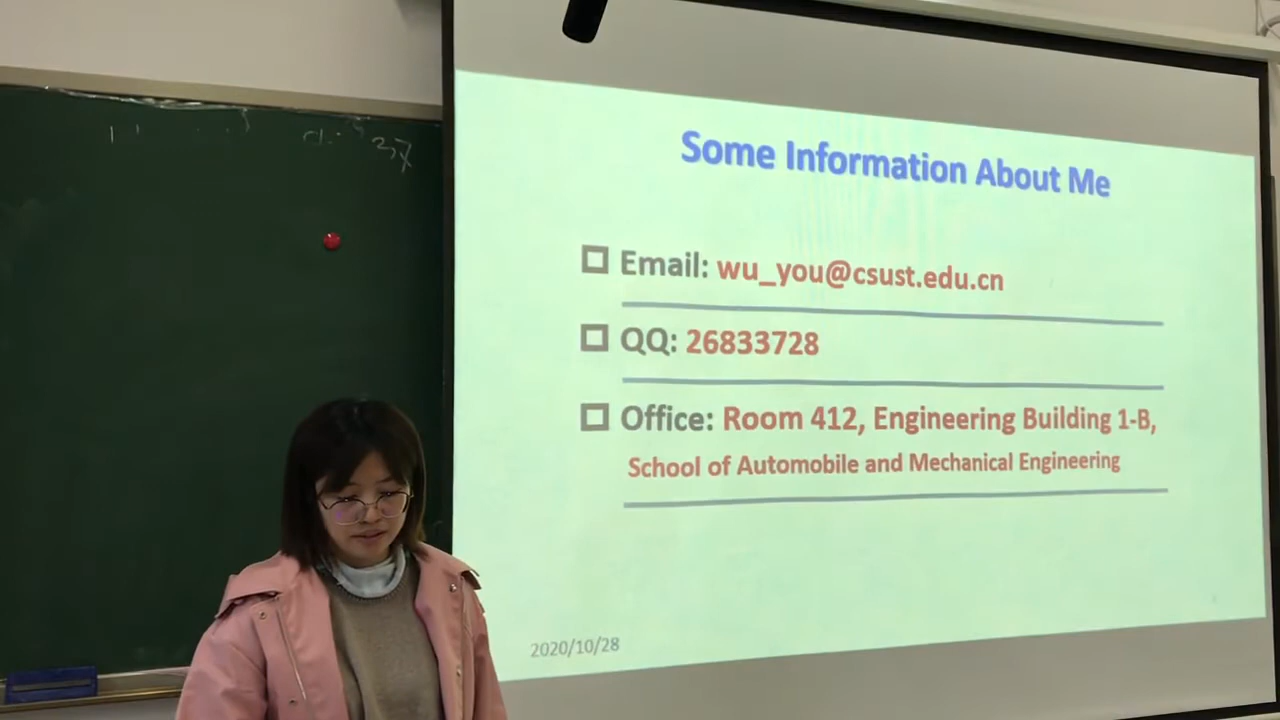 Some Information About Me
Email: wu_you@csust.edu.cn
QQ: 26833728
Office: Room 412, Engineering Building 1-B,
School of Automobile and Mechanical Engineering
2020/10/28